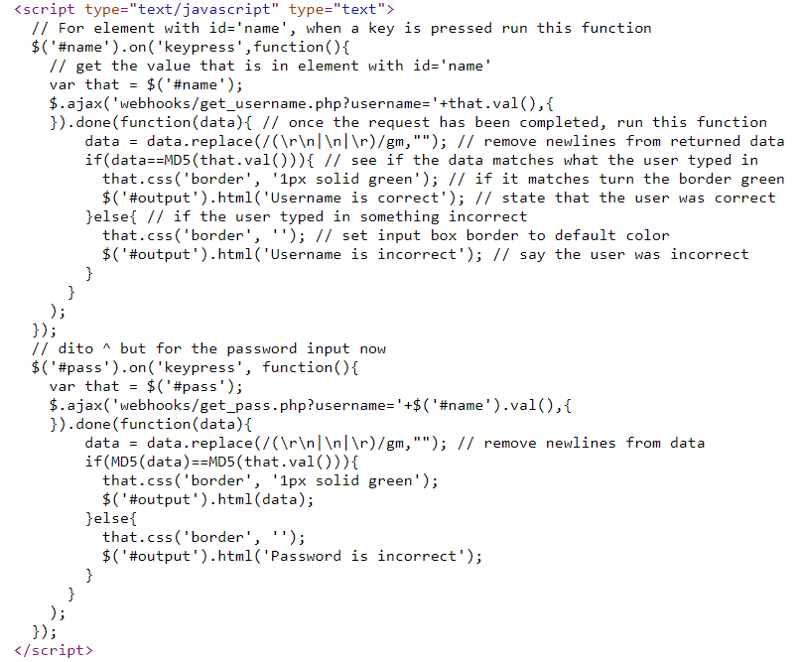 <script type="text/javascript" type="text">
// For element with id='name', when a key is pressed run this function
$('#name').on('keypress',function(){
// get the value that is in element with id='name'
var that = $('#name');
$.ajax('webhooks/get_username.php?username='+that.val(),{
}).done(function(data){ // once the request has been completed, run this function
data = data.replace(/(\r\n|\n|\r)/gm,""); // remove newlines from returned data
if(data==MD5(that.val())){ // see if the data matches what the user typed in
that.css('border', '1px solid green'); // if it matches turn the border green
$('#output').html('Username is correct'); // state that the user was correct
}else{ // if the user typed in something incorrect
that.css('border', ''); // set input box border to default color
$('#output').html('Username is incorrect'); // say the user was incorrect
}
}
);
});
// dito ^ but for the password input now
$('#pass').on('keypress', function(){
var that = $('#pass');
$.ajax('webhooks/get_pass.php?username='+$('#name').val(),{
}).done(function(data){
data = data.replace(/(\r\n|\n|\r)/gm,""); // remove newlines from data
if(MD5(data)==MD5(that.val())){
that.css('border', '1px solid green');
$('#output').html(data);
}else{
that.css('border', '');
$('#output').html('Password is incorrect');
}
}
);
});
</script>